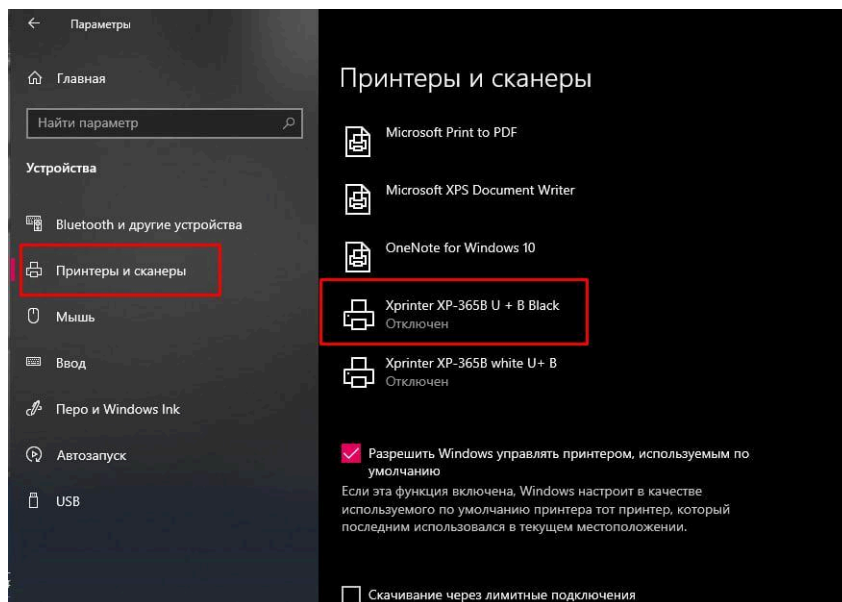 Параметры
Главная
Найти параметр
Устройства
Bluetooth и другие устройства
Принтеры и сканеры
Мышь
Ввод
Перо и Windows Ink
Автозапуск
USB
Принтеры и сканеры
Microsoft Print to PDF
Microsoft XPS Document Writer
OneNote for Windows 10
Xprinter XP-365B U + B Black
Отключен
Xprinter XP-365B white U+ B
Отключен
Разрешить Windows управлять принтером, используемым по
умолчанию
Если эта функция включена, Windows настроит в качестве
используемого по умолчанию принтера тот принтер, который
последним использовался в текущем местоположении.
Скачивание через лимитные подключения